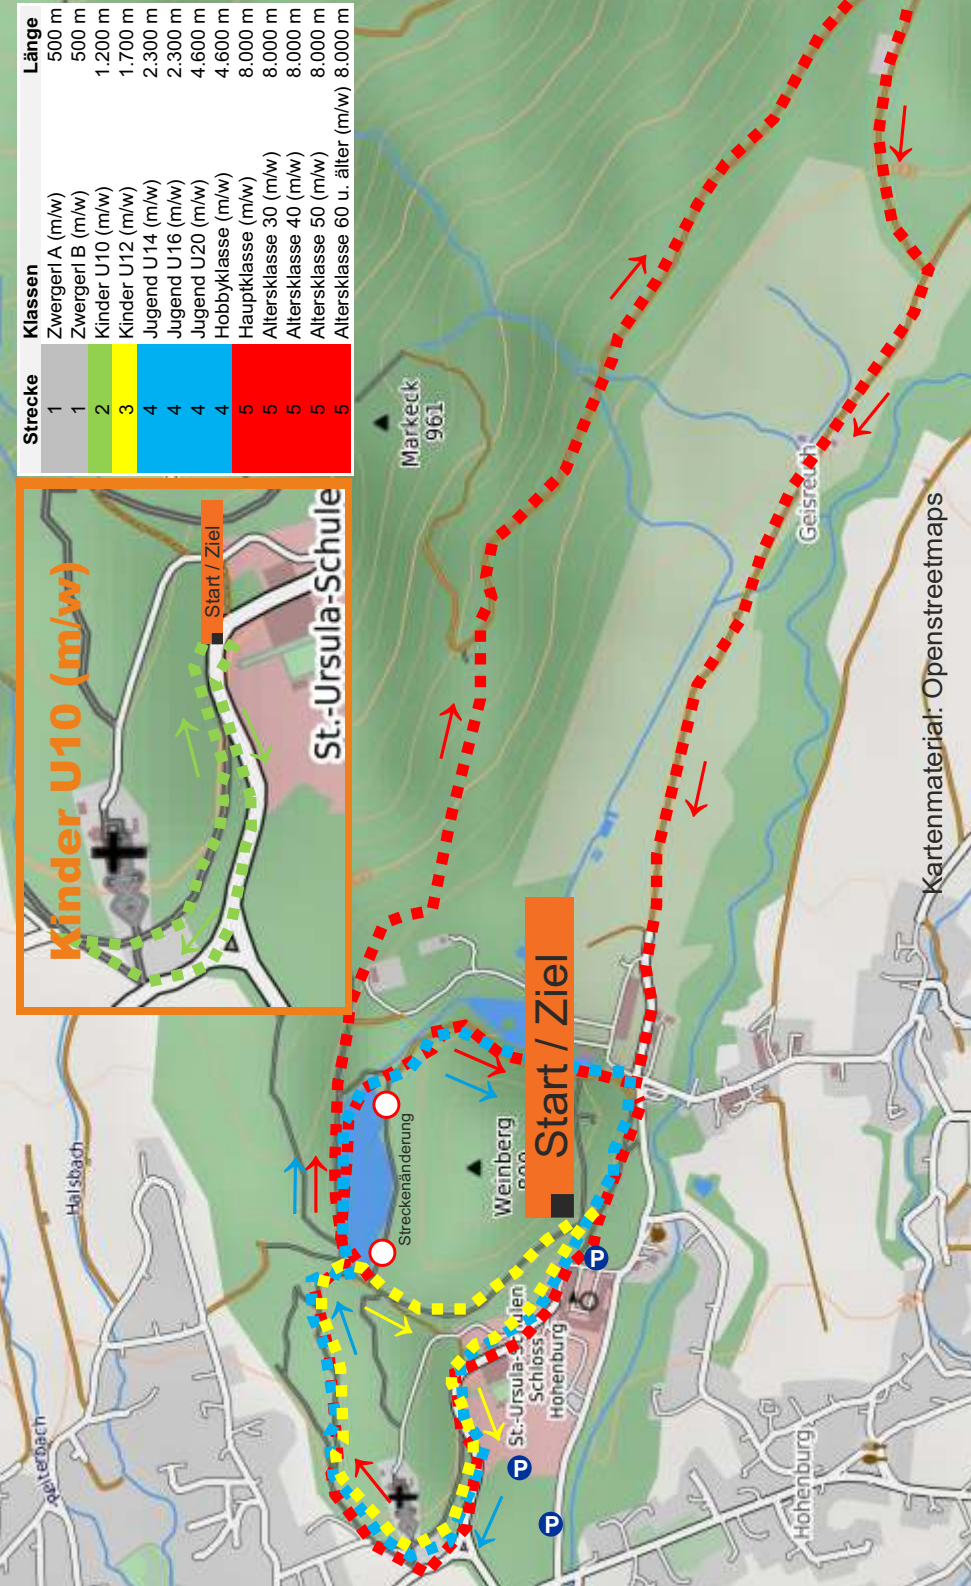 Strecke Klassen Länge
1 Zwergerl A (m/w) 500 m
1 Zwergerl B (m/w) 500 m
2 Kinder U10 (m/w) 1.200 m
3 Kinder U12 (m/w) 1.700 m
4 Jugend U14 (m/w) 2.300 m
4 Jugend U16 (m/w) 2.300 m
4 Jugend U20 (m/w) 4.600 m
4 Hobyklasse (m/w) 4.600 m
5 Hauptklasse (m/w) 8.000 m
5 Altersklasse 30 (m/w) 8.000 m
5 Altersklasse 40 (m/w) 8.000 m
5 Altersklasse 50 (m/w) 8.000 m
5 Altersklasse 60 u. älter (m/w) 8.000 m
Kinder U10 (m/w)
Start / Ziel
St.-Ursula-Schule
Markeck
961
Geisreuth
Halsbach
Reiterbach
Streckenänderung
Weinberg
Start / Ziel
St.-Ursula-Schulen
Schloss
Hohenburg
P
P
P
Hohenburg
Kartenmaterial: Openstreetmaps